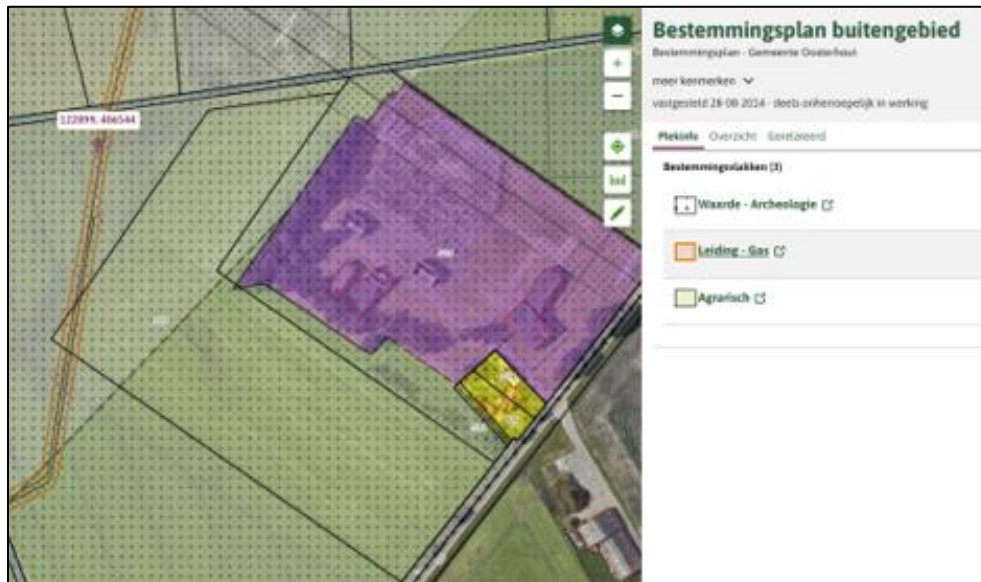 122899, 406544
Bestemmingsplan buitengebied
Bestemmingsplan - Gemeente Oosterhout
meer kenmerken
vastgesteld 28-08-2014 - deels onherroepelijk in werking
Plekinfo Overzicht Gerelateerd
Bestemmingsvlakken (3)
Waarde - Archeologie
Leiding - Gas
Agrarisch